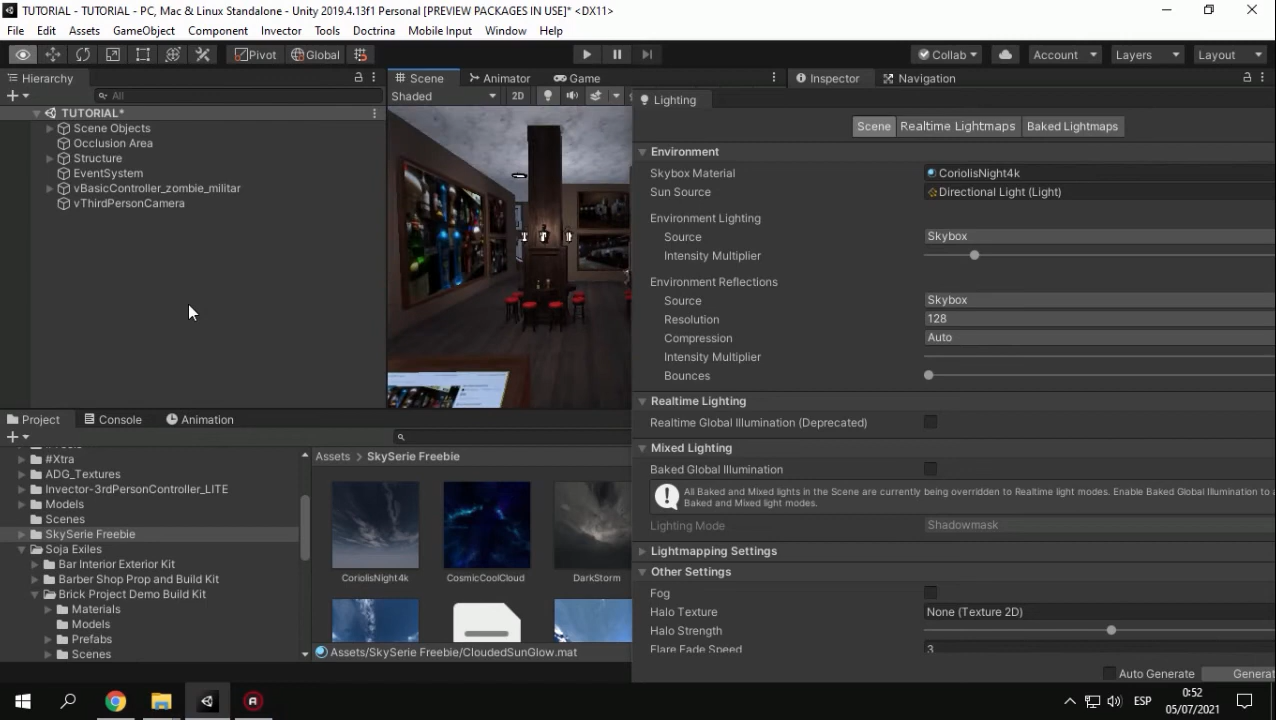 TUTORIAL - TUTORIAL - PC, Mac & Linux Standalone - Unity 2019.4.13f1 Personal [PREVIEW PACKAGES IN USE]* <DX11>
File Edit Assets GameObject Component Invector Tools Doctrina Mobile Input Window Help
Pivot Global Collab Account Layers Layout
Hierarchy Scene Animator Game Inspector Navigation
All Shaded 2D Lighting
TUTORIAL*
Scene Objects
Occlusion Area
Structure
EventSystem
vBasicController_zombie_militar
vThirdPersonCamera
Scene Realtime Lightmaps Baked Lightmaps
Environment
Skybox Material CoriolisNight4k
Sun Source Directional Light (Light)
Environment Lighting
Source Skybox
Intensity Multiplier
Environment Reflections
Source Skybox
Resolution 128
Compression Auto
Intensity Multiplier
Bounces
Realtime Lighting
Realtime Global Illumination (Deprecated)
Mixed Lighting
Baked Global Illumination
All Baked and Mixed lights in the Scene are currently being overridden to Realtime light modes. Enable Baked Global Illumination to a
Baked and Mixed light modes.
Lighting Mode Shadowmask
Lightmapping Settings
Other Settings
Fog
Halo Texture None (Texture 2D)
Halo Strength
Flare Fade Speed 3
Auto Generate Generat
Project Console Animation
#Xtra
ADG_Textures
Invector-3rdPersonController_LITE
Models
Scenes
SkySerie Freebie
Soja Exiles
Bar Interior Exterior Kit
Barber Shop Prop and Build Kit
Brick Project Demo Build Kit
Materials
Models
Prefabs
Scenes
Assets > SkySerie Freebie
CoriolisNight4k CosmicCoolCloud DarkStorm
Assets/SkySerie Freebie/CloudedSunGlow.mat
ESP
0:52
05/07/2021